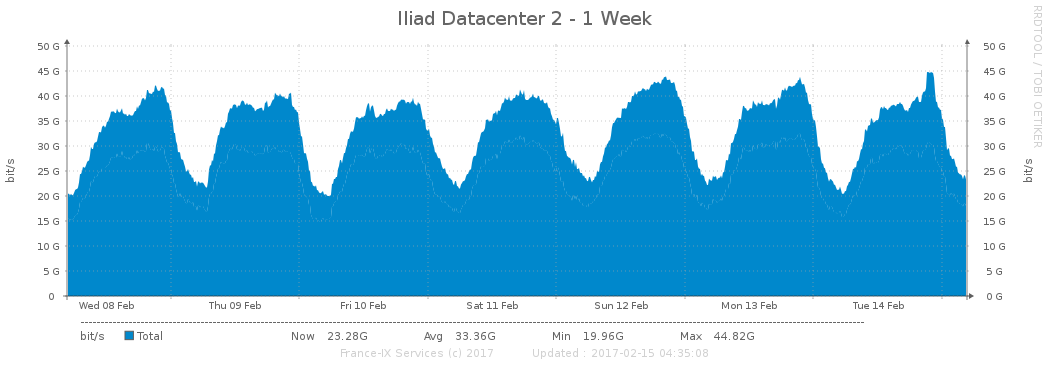 Iliad Datacenter 2 - 1 Week
RRDTOOL / TOBI OETIKER
50 G 50 G
45 G 45 G
40 G 40 G
35 G 35 G
30 G 30 G
25 G 25 G
20 G 20 G
15 G 15 G
10 G 10 G
5 G 5 G
0 0 G
bit/s bit/s
Wed 08 Feb Thu 09 Feb Fri 10 Feb Sat 11 Feb Sun 12 Feb Mon 13 Feb Tue 14 Feb
bit/s Total Now 23.28G Avg 33.36G Min 19.96G Max 44.82G
France-IX Services (c) 2017 Updated : 2017-02-15 04:35:08